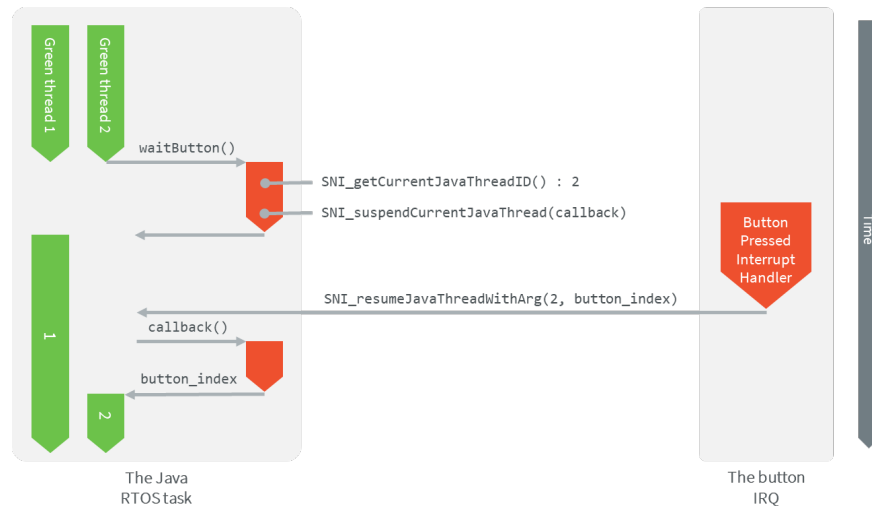 Green thread 1
Green thread 2
waitButton()
SNI_getCurrentJavaThreadID() : 2
SNI_suspendCurrentJavaThread(callback)
Button
Pressed
Interrupt
Handler
Time
SNI_resumeJavaThreadWithArg(2, button_index)
callback()
1
button_index
2
The Java
RTOS task
The button
IRQ